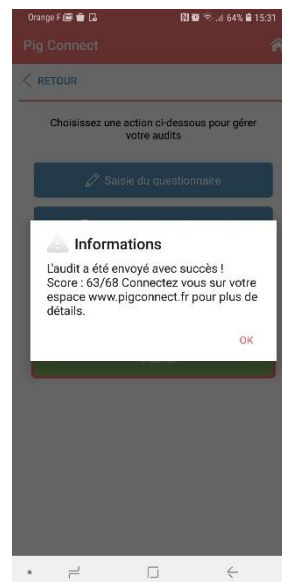 Orange F 64% 15:31
Pig Connect
< RETOUR
Choisissez une action ci-dessous pour gérer
votre audits
Saisie du questionnaire
Informations
L'audit a été envoyé avec succès !
Score : 63/68 Connectez vous sur votre
espace www.pigconnect.fr pour plus de
détails.
OK